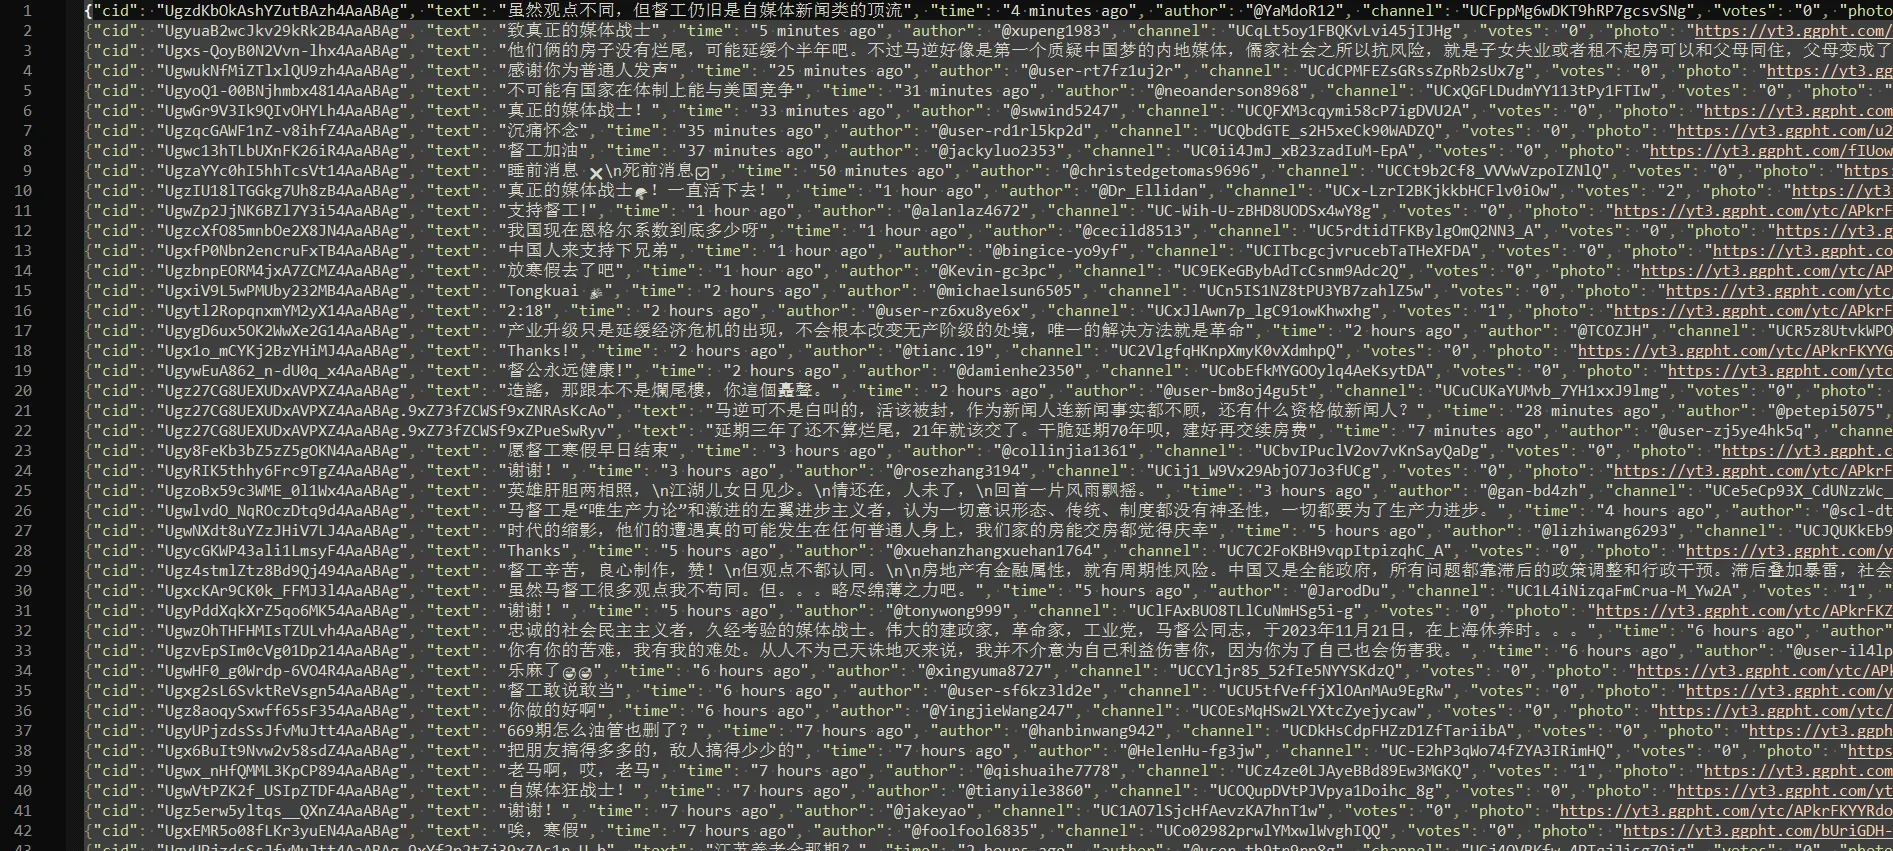 1 {"cid": "UgzdKbOkAshYZutBAzh4AaABAg", "text": "虽然观点不同，但督工仍旧是自媒体新闻类的顶流", "time": "4 minutes ago", "author": "@YaMdoR12", "channel": "UCFppMg6wDKT9hRP7gcsvSNg", "votes": "0", "photo
2 {"cid": "UgyuaB2wcJkv29kRk2B4AaABAg", "text": "致真正的媒体战士", "time": "5 minutes ago", "author": "@xupeng1983", "channel": "UCqLt5oy1FBQKvLvi45jIJHg", "votes": "0", "photo": "https://yt3.ggpht.com/
3 {"cid": "Ugxs-QoyB0N2Vvn-lhx4AaABAg", "text": "他们俩的房子没有烂尾，可能延缓个半年吧。不过马逆好像是第一个质疑中国梦的内地媒体，儒家社会之所以抗风险，就是子女失业或者租不起房可以和父母同住，父母变成了
4 {"cid": "UgwukNfMiZTlxlQU9zh4AaABAg", "text": "感谢你为普通人发声", "time": "25 minutes ago", "author": "@user-rt7fz1uj2r", "channel": "UCdCPMFEZsGRssZpRb2sUx7g", "votes": "0", "photo": "https://yt3.gg
5 {"cid": "UgyoQ1-00BNjhmbx4814AaABAg", "text": "不可能有国家在体制上能与美国竞争", "time": "31 minutes ago", "author": "@neoanderson8968", "channel": "UCxQGFLDudmYY113tPy1FTIw", "votes": "0", "photo": "
6 {"cid": "UgwGr9V3Ik9QIvOHYLh4AaABAg", "text": "真正的媒体战士！", "time": "33 minutes ago", "author": "@swwind5247", "channel": "UCQFXM3cqymi58cP7igDVU2A", "votes": "0", "photo": "https://yt3.ggpht.com
7 {"cid": "UgzqcGAWF1nZ-v8ihfZ4AaABAg", "text": "沉痛怀念", "time": "35 minutes ago", "author": "@user-rd1rl5kp2d", "channel": "UCQbdGTE_s2H5xeCk90WADZQ", "votes": "0", "photo": "https://yt3.ggpht.com/u2
8 {"cid": "Ugwc13hTLbUXnFK26iR4AaABAg", "text": "督工加油", "time": "37 minutes ago", "author": "@jackyluo2353", "channel": "UC0ii4JmJ_xB23zadIuM-EpA", "votes": "0", "photo": "https://yt3.ggpht.com/fIUow
9 {"cid": "UgzaYYc0hI5hhTcsVt14AaABAg", "text": "睡前消息 ❌\n死前消息☑", "time": "50 minutes ago", "author": "@christedgetomas9696", "channel": "UCCt9b2Cf8_VVVwVzpoIZNlQ", "votes": "0", "photo": "https:
10 {"cid": "UgzIU18lTGGkg7Uh8zB4AaABAg", "text": "真正的媒体战士！一直活下去！", "time": "1 hour ago", "author": "@Dr_Ellidan", "channel": "UCx-LzrI2BKjkkbHCFlv0iOw", "votes": "2", "photo": "https://yt3.g
11 {"cid": "UgwZp2JjNK6BZl7Y3i54AaABAg", "text": "支持督工!", "time": "1 hour ago", "author": "@alanlaz4672", "channel": "UC-Wih-U-zBHD8UODSx4wY8g", "votes": "0", "photo": "https://yt3.ggpht.com/ytc/APkrF
12 {"cid": "UgzcXfO85mnbOe2X8JN4AaABAg", "text": "我国现在恩格尔系数到底多少呀", "time": "1 hour ago", "author": "@cecild8513", "channel": "UC5rdtidTFKBylgOmQ2NN3_A", "votes": "0", "photo": "https://yt3.g
13 {"cid": "UgxfP0Nbn2encruFxTB4AaABAg", "text": "中国人来支持下兄弟", "time": "1 hour ago", "author": "@bingice-yo9yf", "channel": "UCITbcgcjvrucebTaTHeXFDA", "votes": "0", "photo": "https://yt3.ggpht.co
14 {"cid": "UgzbnpEORM4jxA7ZCMZ4AaABAg", "text": "放寒假去了吧", "time": "1 hour ago", "author": "@Kevin-gc3pc", "channel": "UC9EKeGBybAdTcCsnm9Adc2Q", "votes": "0", "photo": "https://yt3.ggpht.com/ytc/AP
15 {"cid": "UgxiV9L5wPMUby232MB4AaABAg", "text": "Tongkuai", "time": "2 hours ago", "author": "@michaelsun6505", "channel": "UCn5IS1NZ8tPU3YB7zahlZ5w", "votes": "0", "photo": "https://yt3.ggpht.com/ytc
16 {"cid": "Ugytl2RopqnxmYM2yX14AaABAg", "text": "2:18", "time": "2 hours ago", "author": "@user-rz6xu8ye6x", "channel": "UCxJlAwn7p_lgC91owKhwxhg", "votes": "1", "photo": "https://yt3.ggpht.com/ytc/APkrF
17 {"cid": "UgygD6ux5OK2WwXe2G14AaABAg", "text": "产业升级只是延缓经济危机的出现，不会根本改变无产阶级的处境，唯一的解决方法就是革命", "time": "2 hours ago", "author": "@TCOZJH", "channel": "UCR5z8UtvkWPO
18 {"cid": "Ugx1o_mCYKj2BzYHiMJ4AaABAg", "text": "Thanks!", "time": "2 hours ago", "author": "@tianc.19", "channel": "UC2VlgfqHKnpXmyK0vXdmhpQ", "votes": "0", "photo": "https://yt3.ggpht.com/ytc/APkrFKYYG
19 {"cid": "UgywEuA862_n-dU0q_x4AaABAg", "text": "督公永远健康!", "time": "2 hours ago", "author": "@damienhe2350", "channel": "UCobEfkMYGOOylq4AeKsytDA", "votes": "0", "photo": "https://yt3.ggpht.com/ytc
20 {"cid": "Ugz27CG8UEXUDxAVPXZ4AaABAg", "text": "造謠，那跟本不是爛尾樓，你這個聾聲。", "time": "2 hours ago", "author": "@user-bm8oj4gu5t", "channel": "UCuCUKaYUMvb_7YH1xxJ9lmg", "votes": "0", "photo":
21 {"cid": "Ugz27CG8UEXUDxAVPXZ4AaABAg.9xZ73fZCWSf9xZNRAsKcAo", "text": "马逆可不是白叫的，活该被封，作为新闻人连新闻事实都不顾，还有什么资格做新闻人？", "time": "28 minutes ago", "author": "@petepi5075",
22 {"cid": "Ugz27CG8UEXUDxAVPXZ4AaABAg.9xZ73fZCWSf9xZPueSwRyv", "text": "延期三年了还不算烂尾，21年就该交了。干脆延期70年呗，建好再交续房费", "time": "7 minutes ago", "author": "@user-zj5ye4hk5q", "channe
23 {"cid": "Ugy8FeKb3bZ5zZ5gOKN4AaABAg", "text": "愿督工寒假早日结束", "time": "3 hours ago", "author": "@collinjia1361", "channel": "UCbvIPuclV2ov7vKnSayQaDg", "votes": "0", "photo": "https://yt3.ggpht.com
24 {"cid": "UgyRIK5thhy6Frc9TgZ4AaABAg", "text": "谢谢！", "time": "3 hours ago", "author": "@rosezhang3194", "channel": "UCij1_W9Vx29AbjO7Jo3fUCg", "votes": "0", "photo": "https://yt3.ggpht.com/ytc/APkrF
25 {"cid": "UgzoBx59c3WME_0l1Wx4AaABAg", "text": "英雄肝胆两相照，\n江湖儿女日见少。\n情还在，人未了，\n回首一片风雨飘摇。", "time": "3 hours ago", "author": "@gan-bd4zh", "channel": "UCe5eCp93X_CdUNzzWc_
26 {"cid": "UgwlvdO_NqROczDtq9d4AaABAg", "text": "马督工是“唯生产力论”和激进的左翼进步主义者，认为一切意识形态、传统、制度都没有神圣性，一切都要为了生产力进步。", "time": "4 hours ago", "author": "@scl-dt
27 {"cid": "UgwNXdt8uYZzJHiV7LJ4AaABAg", "text": "时代的缩影，他们的遭遇真的可能发生在任何普通人身上，我们家的房能交房都觉得庆幸", "time": "5 hours ago", "author": "@lizhiwang6293", "channel": "UCJQUKkEb9
28 {"cid": "UgycGKWP43ali1LmsyF4AaABAg", "text": "Thanks", "time": "5 hours ago", "author": "@xuehanzhangxuehan1764", "channel": "UC7C2FoKBH9vqpItpizqhC_A", "votes": "0", "photo": "https://yt3.ggpht.com/y
29 {"cid": "Ugz4stmlZtz8Bd9Qj494AaABAg", "text": "督工辛苦，良心制作，赞！\n但观点不都认同。\n\n房地产有金融属性，就有周期性风险。中国又是全能政府，所有问题都靠滞后的政策调整和行政干预。滞后叠加暴雷，社会
30 {"cid": "UgxcKAr9CK0k_FFMJ3l4AaABAg", "text": "虽然马督工很多观点我不苟同。但。。。略尽绵薄之力吧。", "time": "5 hours ago", "author": "@JarodDu", "channel": "UC1L4iNizqaFmCrua-M_Yw2A", "votes": "1",
31 {"cid": "UgyPddXqkXrZ5qo6MK54AaABAg", "text": "谢谢！", "time": "5 hours ago", "author": "@tonywong999", "channel": "UClFAxBUO8TLlCuNmHSg5i-g", "votes": "0", "photo": "https://yt3.ggpht.com/ytc/APkrFKZ
32 {"cid": "UgwzOhTHFHMIsTZULvh4AaABAg", "text": "忠诚的社会民主主义者，久经考验的媒体战士。伟大的建政家，革命家，工业党，马督公同志，于2023年11月21日，在上海休养时。。。", "time": "6 hours ago",
33 {"cid": "UgzvEpSIm0cVg01Dp214AaABAg", "text": "你有你的苦难，我有我的难处。从人不为己天诛地灭来说，我并不介意为自己利益伤害你，因为你为了自己也会伤害我。", "time": "6 hours ago", "author": "@user-il4lp
34 {"cid": "UgwHF0_g0Wrdp-6VO4R4AaABAg", "text": "乐麻了😅😅", "time": "6 hours ago", "author": "@xingyuma8727", "channel": "UCCYljr85_52fIe5NYYSKdzQ", "votes": "0", "photo": "https://yt3.ggpht.com/ytc/APk
35 {"cid": "Ugxg2sL6SvktReVsgn54AaABAg", "text": "督工敢说敢当", "time": "6 hours ago", "author": "@user-sf6kz3ld2e", "channel": "UCU5tfVeffjXlOAnMAu9EgRw", "votes": "0", "photo": "https://yt3.ggpht.com/y
36 {"cid": "Ugz8aoqySxwff65sF354AaABAg", "text": "你做的好啊", "time": "6 hours ago", "author": "@YingjieWang247", "channel": "UCOEsMqHSw2LYXtcZyejycaw", "votes": "0", "photo": "https://yt3.ggpht.com/ytc/
37 {"cid": "UgyUPjzdsSsJfvMuJtt4AaABAg", "text": "669期怎么油管也删了？", "time": "7 hours ago", "author": "@hanbinwang942", "channel": "UCDkHsCdpFHZzD1ZfTariibA", "votes": "0", "photo": "https://yt3.ggph
38 {"cid": "Ugx6BuIt9Nvw2v58sdZ4AaABAg", "text": "把朋友搞得多多的，敌人搞得少少的", "time": "7 hours ago", "author": "@HelenHu-fg3jw", "channel": "UC-E2hP3qWo74fZYA3IRimHQ", "votes": "0", "photo": "https
39 {"cid": "Ugwx_nHfQMML3KpCP894AaABAg", "text": "老马啊，哎，老马", "time": "7 hours ago", "author": "@qishuaihe7778", "channel": "UCz4ze0LJAyeBBd89Ew3MGKQ", "votes": "1", "photo": "https://yt3.ggpht.com/y
40 {"cid": "UgwVtPZK2f_USIpZTDF4AaABAg", "text": "自媒体狂战士！", "time": "7 hours ago", "author": "@tianyile3860", "channel": "UCOQupDVtPJVpya1Doihc_8g", "votes": "0", "photo": "https://yt3.ggpht.com/yt
41 {"cid": "Ugz5erw5yltqs__QXnZ4AaABAg", "text": "谢谢！", "time": "7 hours ago", "author": "@jakeyao", "channel": "UC1AO7lSjcHfAevzKA7hnT1w", "votes": "0", "photo": "https://yt3.ggpht.com/ytc/APkrFKYYRdo
42 {"cid": "UgxEMR5o08fLKr3yuEN4AaABAg", "text": "唉，寒假", "time": "7 hours ago", "author": "@foolfool6835", "channel": "UCo02982prwlYMxwlWvghIQQ", "votes": "0", "photo": "https://yt3.ggpht.com/bUriGDH-